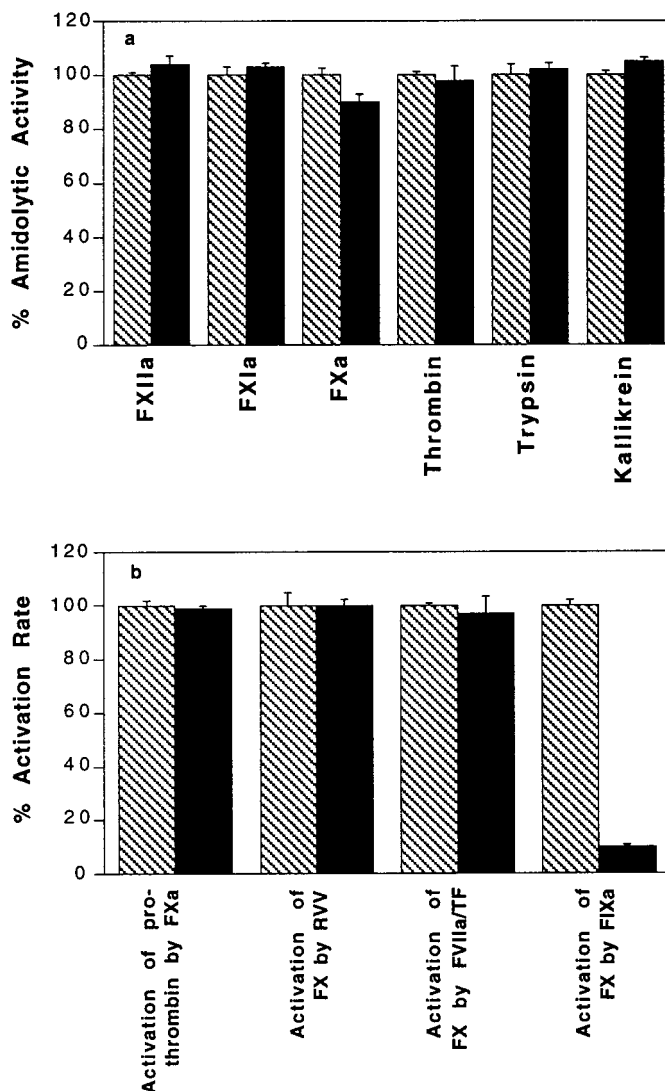 120
a
100
80
60
40
20
0
% Amidolytic Activity
FXIIa
FXIa
FXa
Thrombin
Trypsin
Kallikrein
120
b
100
80
60
40
20
0
% Activation Rate
Activation of pro-
thrombin by FXa
Activation of
FX by RVV
Activation of
FX by FVIIa/TF
Activation of
FX by FIXa